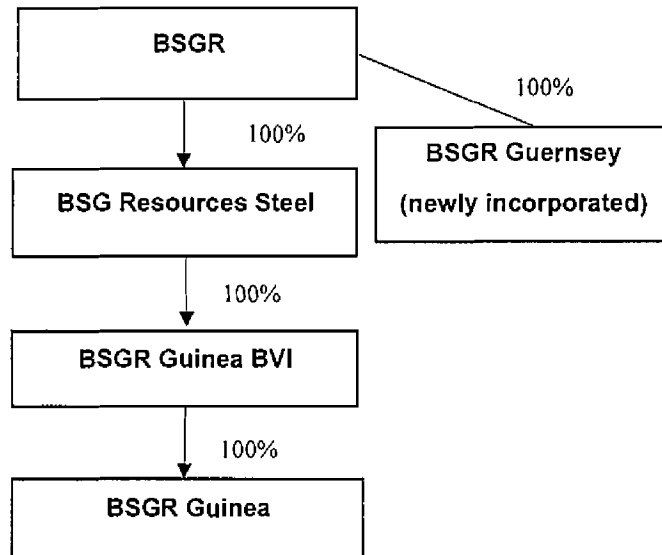 BSGR
100%
100%
BSGR Guernsey
(newly incorporated)
BSG Resources Steel
100%
BSGR Guinea BVI
100%
BSGR Guinea